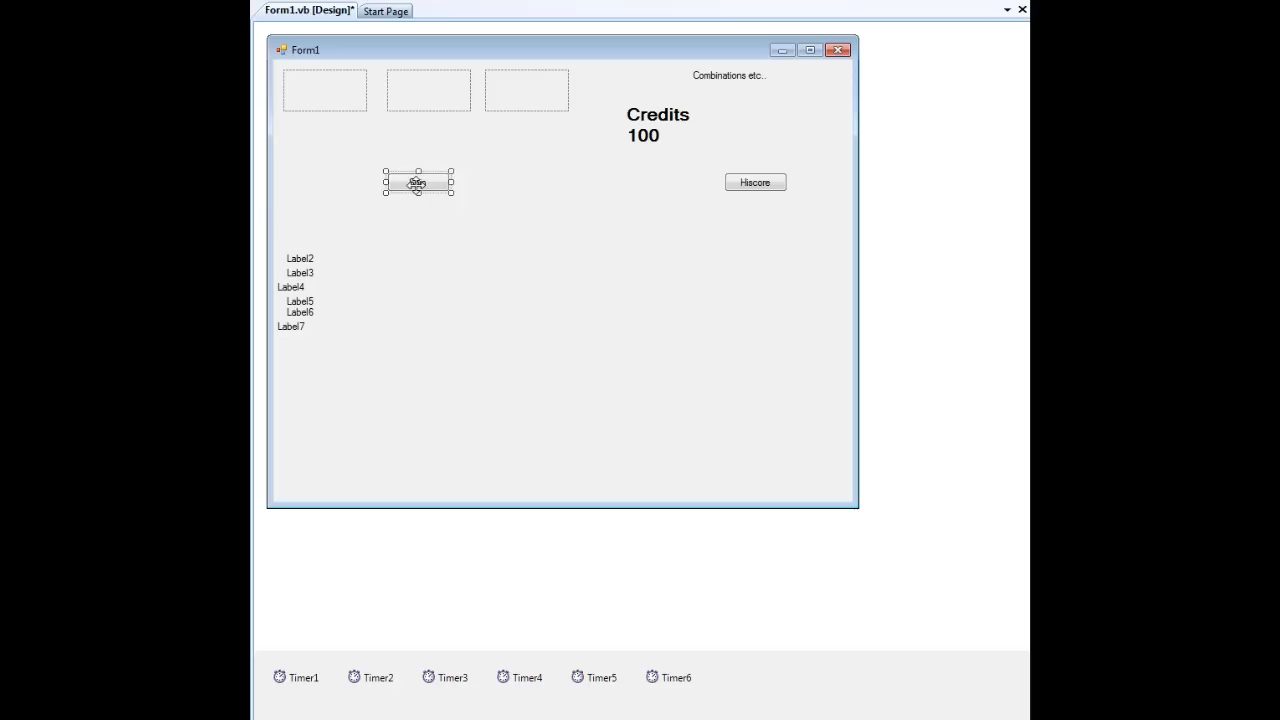 Form1.vb [Design]*
Start Page
Form1
Combinations etc..
Credits
100
Hiscore
Label2
Label3
Label4
Label5
Label6
Label7
Timer1
Timer2
Timer3
Timer4
Timer5
Timer6